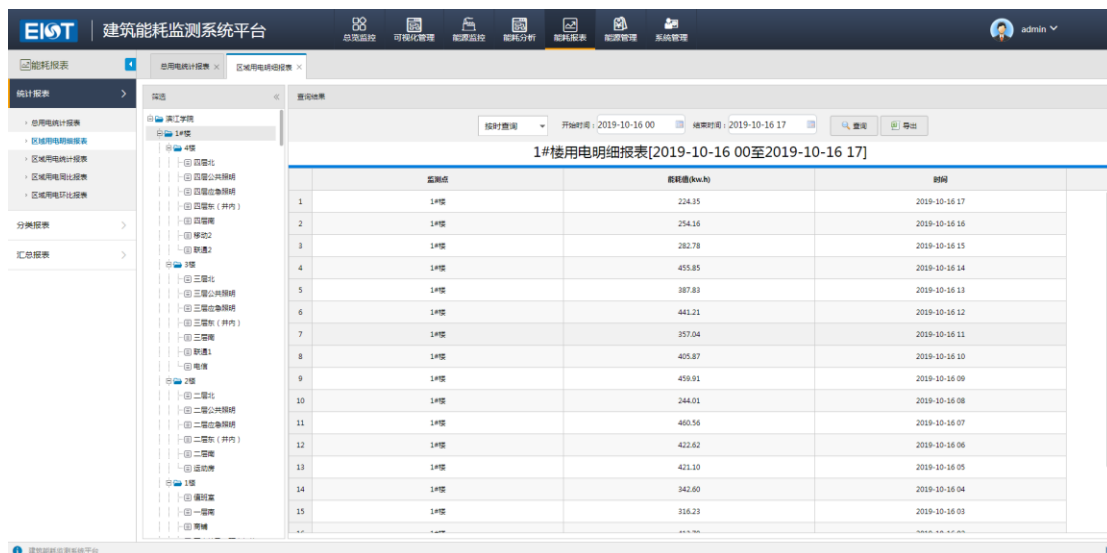 EIOT 建筑能耗监测系统平台 总览监控 可视化管理 能源监控 能耗分析 能耗报表 能源管理 系统管理 admin
能耗报表
总用电统计报表 × 区域用电明细报表 ×
统计报表
总用电统计报表
区域用电明细报表
区域用电统计报表
区域用电同比报表
区域用电环比报表
分类报表
汇总报表
筛选
滨江学院
1#楼
4楼
四层北
四层公共照明
四层应急照明
四层东(井内)
四层南
移动2
联通2
3楼
三层北
三层公共照明
三层应急照明
三层东(井内)
三层南
联通1
电信
2楼
二层北
二层公共照明
二层应急照明
二层东(井内)
二层南
运动房
1楼
值班室
一层南
商铺
查询结果
按时查询 开始时间:2019-10-16 00 结束时间:2019-10-16 17 查询 导出
1#楼用电明细报表[2019-10-16 00至2019-10-16 17]
监测点 能耗值(kw.h) 时间
1 1#楼 224.35 2019-10-16 17
2 1#楼 254.16 2019-10-16 16
3 1#楼 282.78 2019-10-16 15
4 1#楼 455.85 2019-10-16 14
5 1#楼 387.83 2019-10-16 13
6 1#楼 441.21 2019-10-16 12
7 1#楼 357.04 2019-10-16 11
8 1#楼 405.87 2019-10-16 10
9 1#楼 459.91 2019-10-16 09
10 1#楼 244.01 2019-10-16 08
11 1#楼 460.56 2019-10-16 07
12 1#楼 422.62 2019-10-16 06
13 1#楼 421.10 2019-10-16 05
14 1#楼 342.60 2019-10-16 04
15 1#楼 316.23 2019-10-16 03
建筑能耗监测系统平台